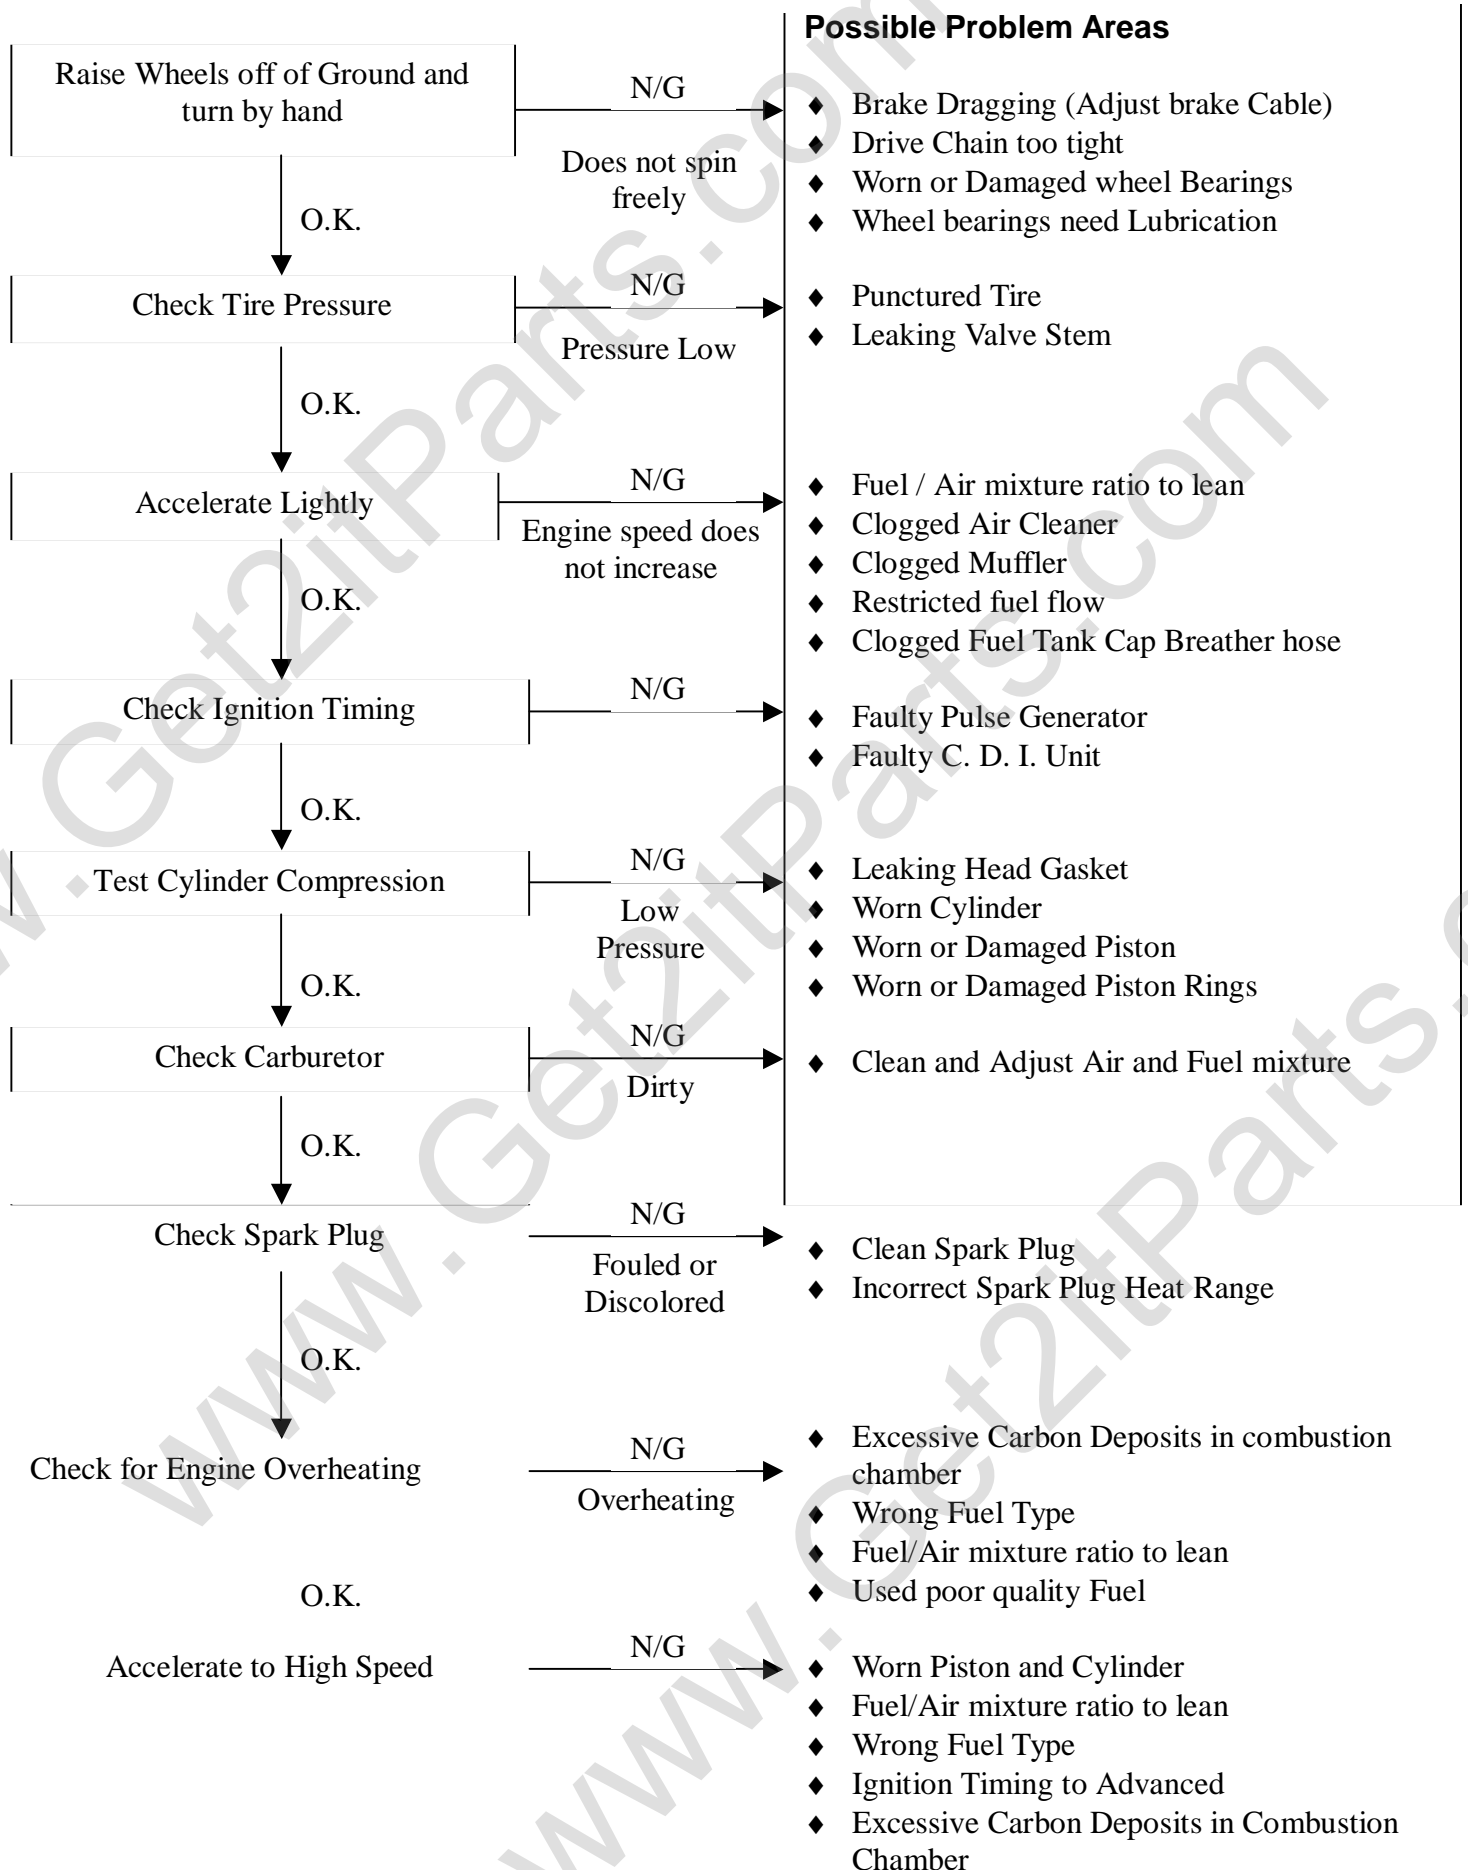 Possible Problem Areas
Raise Wheels off of Ground and
turn by hand
N/G
Does not spin
freely
♦ Brake Dragging (Adjust brake Cable)
♦ Drive Chain too tight
♦ Worn or Damaged wheel Bearings
♦ Wheel bearings need Lubrication
O.K.
Check Tire Pressure
N/G
Pressure Low
♦ Punctured Tire
♦ Leaking Valve Stem
O.K.
Accelerate Lightly
N/G
Engine speed does
not increase
♦ Fuel / Air mixture ratio to lean
♦ Clogged Air Cleaner
♦ Clogged Muffler
♦ Restricted fuel flow
♦ Clogged Fuel Tank Cap Breather hose
O.K.
Check Ignition Timing
N/G
♦ Faulty Pulse Generator
♦ Faulty C. D. I. Unit
O.K.
Test Cylinder Compression
N/G
Low
Pressure
♦ Leaking Head Gasket
♦ Worn Cylinder
♦ Worn or Damaged Piston
♦ Worn or Damaged Piston Rings
O.K.
Check Carburetor
N/G
Dirty
♦ Clean and Adjust Air and Fuel mixture
O.K.
Check Spark Plug
N/G
Fouled or
Discolored
♦ Clean Spark Plug
♦ Incorrect Spark Plug Heat Range
O.K.
Check for Engine Overheating
N/G
Overheating
♦ Excessive Carbon Deposits in combustion
chamber
♦ Wrong Fuel Type
♦ Fuel/Air mixture ratio to lean
♦ Used poor quality Fuel
O.K.
Accelerate to High Speed
N/G
♦ Worn Piston and Cylinder
♦ Fuel/Air mixture ratio to lean
♦ Wrong Fuel Type
♦ Ignition Timing to Advanced
♦ Excessive Carbon Deposits in Combustion
Chamber
w.Get2itParts.com
www.Get2itParts.com
www.Get2itParts.c